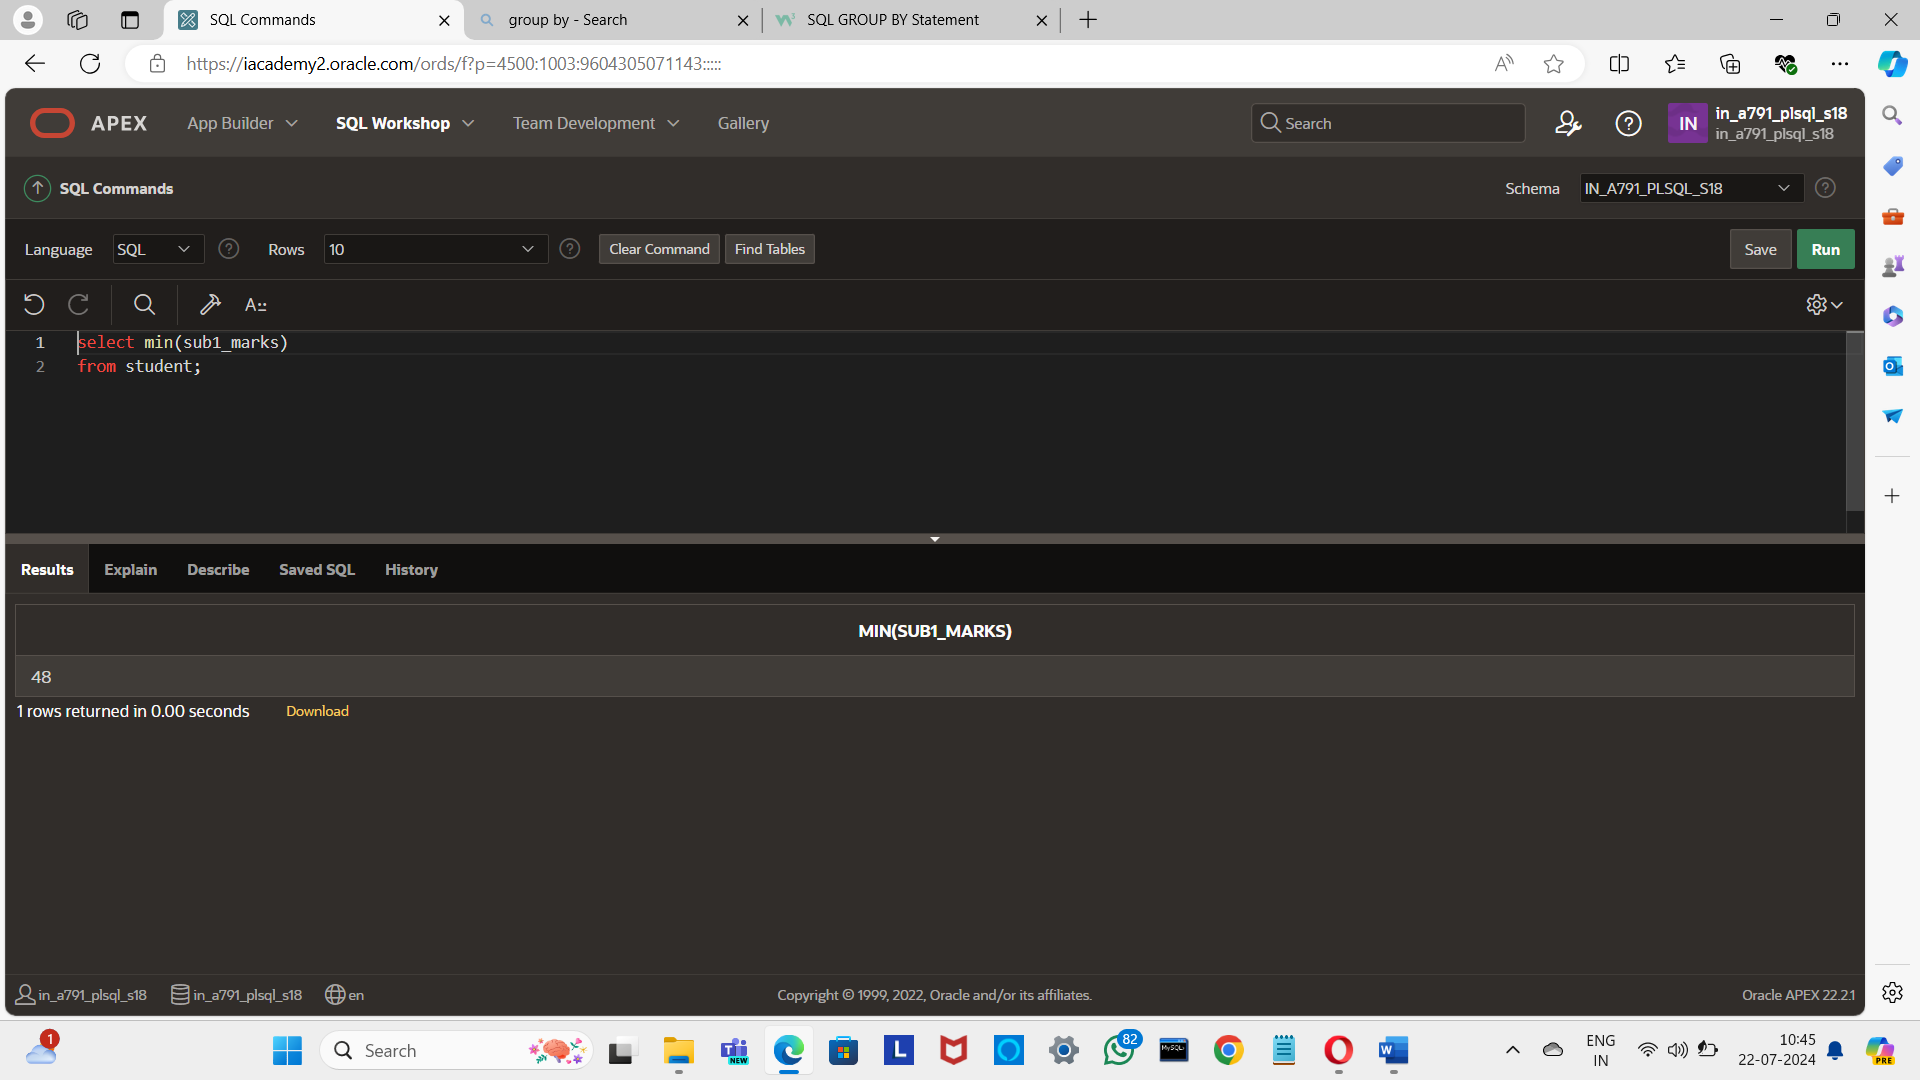 SQL Commands
group by - Search
SQL GROUP BY Statement
https://iacademy2.oracle.com/ords/f?p=4500:1003:9604305071143:::::
APEX
App Builder
SQL Workshop
Team Development
Gallery
Search
IN
in_a791_plsql_s18
in_a791_plsql_s18
SQL Commands
Schema
IN_A791_PLSQL_S18
Language
SQL
Rows
10
Clear Command
Find Tables
Save
Run
1 select min(sub1_marks)
2 from student;
Results
Explain
Describe
Saved SQL
History
MIN(SUB1_MARKS)
48
1 rows returned in 0.00 seconds
Download
in_a791_plsql_s18
in_a791_plsql_s18
en
Copyright © 1999, 2022, Oracle and/or its affiliates.
Oracle APEX 22.2.1
1
Search
NEW
L
82
MySQL
W
ENG
IN
10:45
22-07-2024
PRE